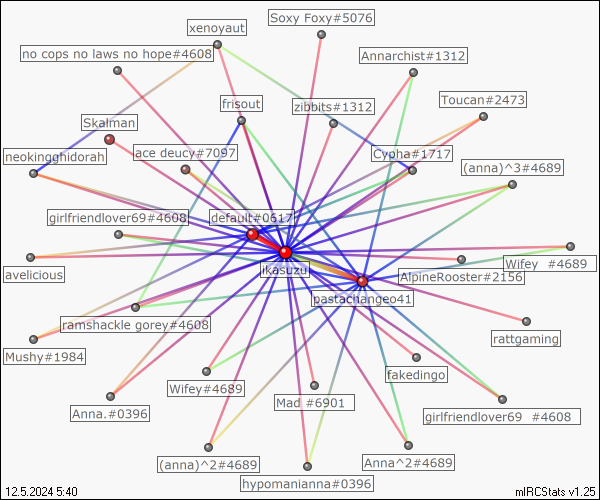 Soxy Foxy#5076
xenoyaut
no cops no laws no hope#4608
Annarchist#1312
Toucan#2473
frisout
zibbits#1312
Skalman
ace deucy#7097
Cypha#1717
neokingghidorah
(anna)^3#4689
girlfriendlover69#4608
default#0617
Wifey #4689
avelicious
jkasuzu
AlpineRooster#2156
pastachangeo41
ramshackle gorey#4608
rattgaming
Mushy#1984
fakedingo
Wifey#4689
Mad #6901
Anna.#0396
girlfriendlover69 #4608
(anna)^2#4689
Anna^2#4689
hypomanianna#0396
12.5.2024 5:40
mIRCStats v1.25